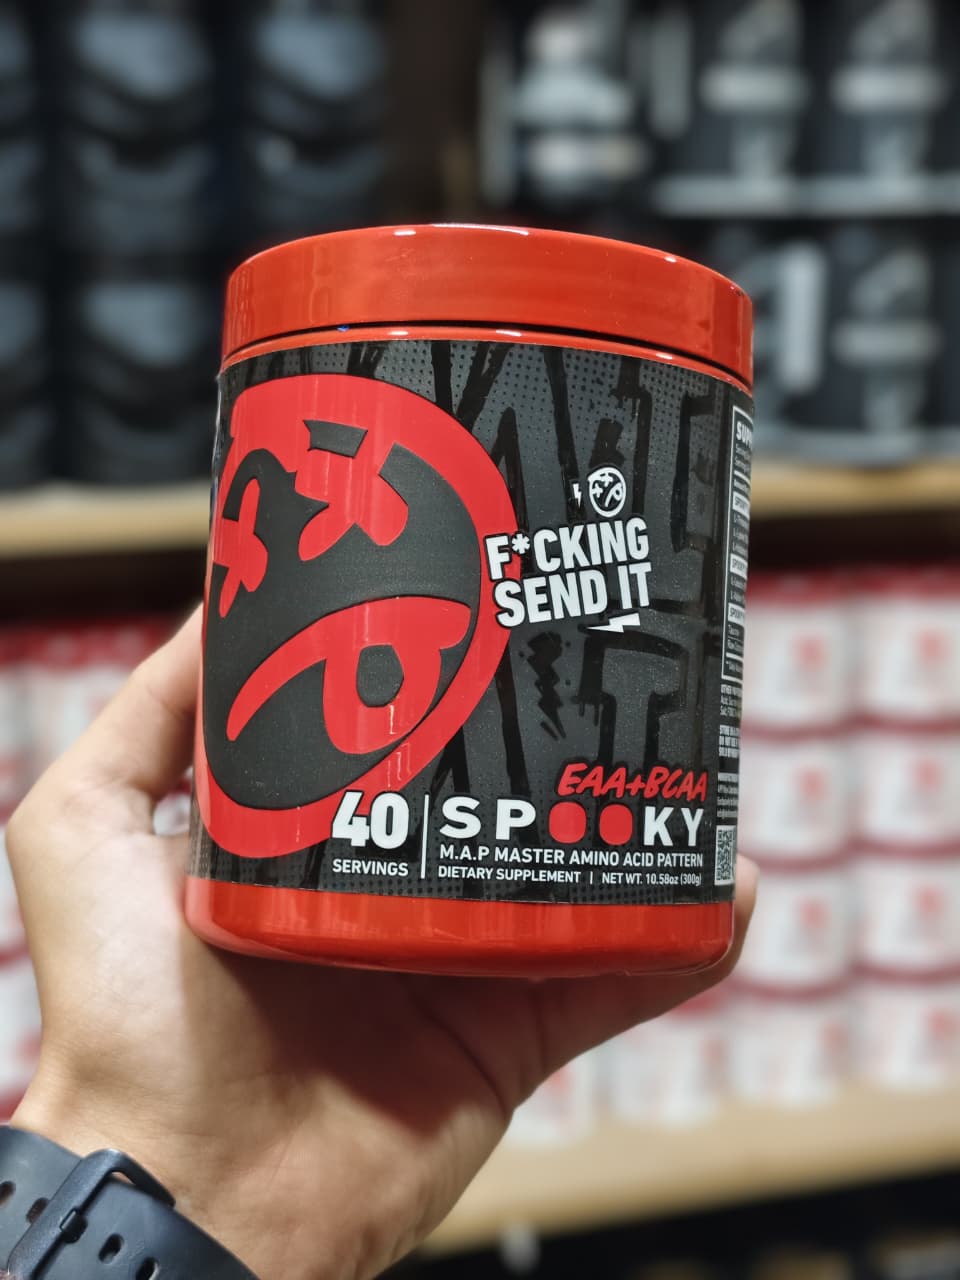 F*CKING
SEND IT
EAA+BCAA
40
SERVINGS
SPOOKY
M.A.P MASTER AMINO ACID PATTERN
DIETARY SUPPLEMENT | NET WT. 10.58oz (300g)